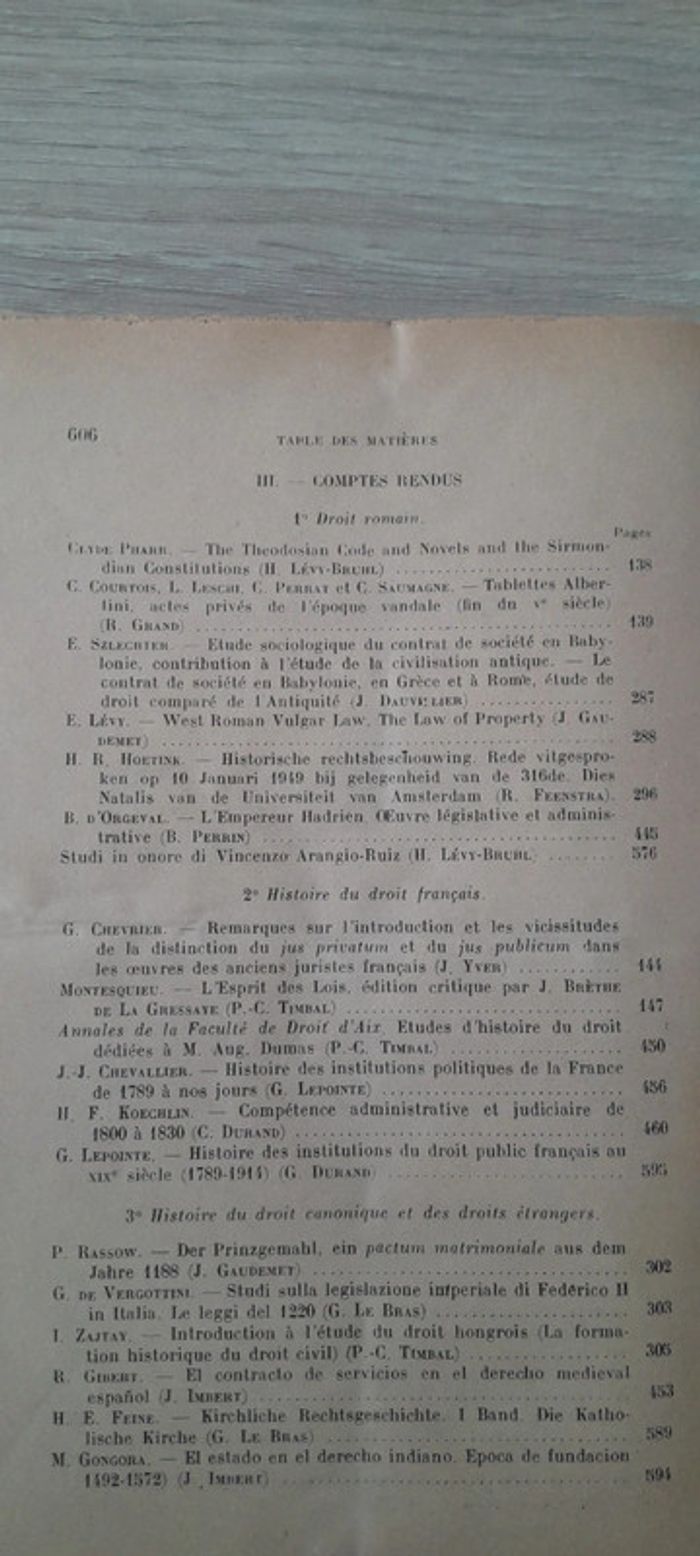 606
TABLE DES MATIÈRES
III. — COMPTES RENDUS
1° Droit romain.
Pages
CLYDE PHARR. — The Theodosian Code and Novels and the Sirmon-
dian Constitutions (H. LÉVY-BRUHL) .................... 138
C. COURTOIS, L. LESCHI, C. PERRAT et C. SAUMAGNE. — Tablettes Alber-
tini, actes privés de l'époque vandale (fin du Ve siècle)
(R. GRAND) .................... 139
E. SZLECHTER. — Etude sociologique du contrat de société en Baby-
lonie, contribution à l'étude de la civilisation antique. — Le
contrat de société en Babylonie, en Grèce et à Rome, étude de
droit comparé de l'Antiquité (J. DAUVILLIER) .................... 287
E. LÉVY. — West Roman Vulgar Law, The Law of Property (J. GAU-
DEMET) .................... 288
H. R. HOETINK. — Historische rechtsbeschouwing. Rede vitgespro-
ken op 10 Januari 1949 bij gelegenheid van de 316de. Dies
Natalis van de Universiteit van Amsterdam (R. FEENSTRA). 296
B. D'ORGEVAL. — L'Empereur Hadrien. Œuvre législative et adminis-
trative (B. PERRIN) .................... 445
Studi in onore di Vincenzo Arangio-Ruiz (H. LÉVY-BRUHL) ........ 576
2° Histoire du droit français.
G. CHEVRIER. — Remarques sur l'introduction et les vicissitudes
de la distinction du jus privatum et du jus publicum dans
les œuvres des anciens juristes français (J. YVER) ........... 144
MONTESQUIEU. — L'Esprit des Lois, édition critique par J. BRÈTHE
DE LA GRESSAYE (P.-C. TIMBAL) .................... 147
Annales de la Faculté de Droit d'Aix. Etudes d'histoire du droit
dédiées à M. Aug. Dumas (P.-C. TIMBAL) .................... 450
J.-J. CHEVALLIER. — Histoire des institutions politiques de la France
de 1789 à nos jours (G. LEPOINTE) .................... 456
H. F. KOECHLIN. — Compétence administrative et judiciaire de
1800 à 1830 (C. DURAND) .................... 460
G. LEPOINTE. — Histoire des institutions du droit public français au
XIXe siècle (1789-1914) (G. DURAND) .................... 595
3° Histoire du droit canonique et des droits étrangers.
P. RASSOW. — Der Prinzgemahl, ein pactum matrimoniale aus dem
Jahre 1188 (J. GAUDEMET) .................... 302
G. DE VERGOTTINI. — Studi sulla legislazione imperiale di Federico II
in Italia. Le leggi del 1220 (G. LE BRAS) .................... 303
I. ZAJTAY. — Introduction à l'étude du droit hongrois (La forma-
tion historique du droit civil) (P.-C. TIMBAL) .................... 305
R. GIBERT. — El contracto de servicios en el derecho medieval
español (J. IMBERT) .................... 453
H. E. FEINE. — Kirchliche Rechtsgeschichte. I Band. Die Katho-
lische Kirche (G. LE BRAS) .................... 589
M. GONGORA. — El estado en el derecho indiano. Epoca de fundacion
1492-1572) (J. IMBERT) .................... 594